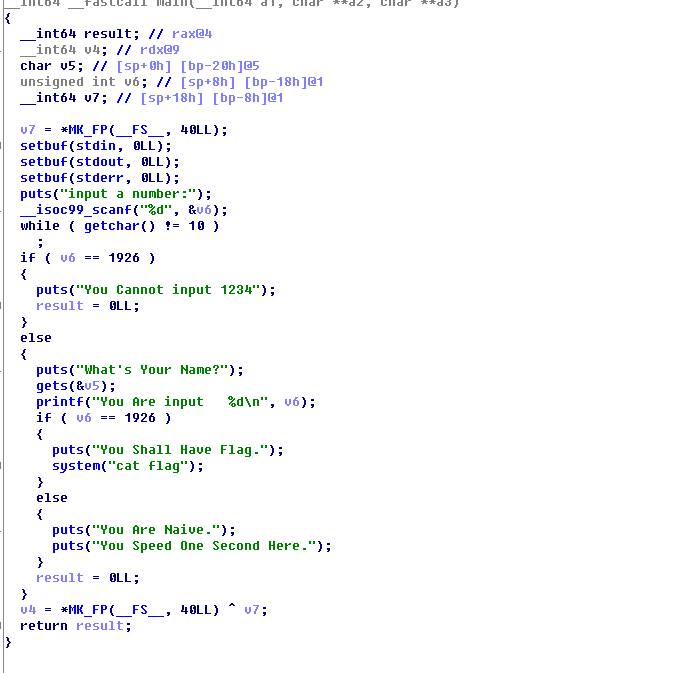 __int64 __fastcall main(__int64 a1, char **a2, char **a3)
{
__int64 result; // rax@4
__int64 v4; // rdx@9
char v5; // [sp+0h] [bp-20h]@5
unsigned int v6; // [sp+8h] [bp-18h]@1
__int64 v7; // [sp+18h] [bp-8h]@1
v7 = *MK_FP(__FS__, 40LL);
setbuf(stdin, 0LL);
setbuf(stdout, 0LL);
setbuf(stderr, 0LL);
puts("input a number:");
__isoc99_scanf("%d", &v6);
while ( getchar() != 10 )
;
if ( v6 == 1926 )
{
puts("You Cannot input 1234");
result = 0LL;
}
else
{
puts("What's Your Name?");
gets(&v5);
printf("You Are input   %d\n", v6);
if ( v6 == 1926 )
{
puts("You Shall Have Flag.");
system("cat flag");
}
else
{
puts("You Are Naive.");
puts("You Speed One Second Here.");
}
result = 0LL;
}
v4 = *MK_FP(__FS__, 40LL) ^ v7;
return result;
}